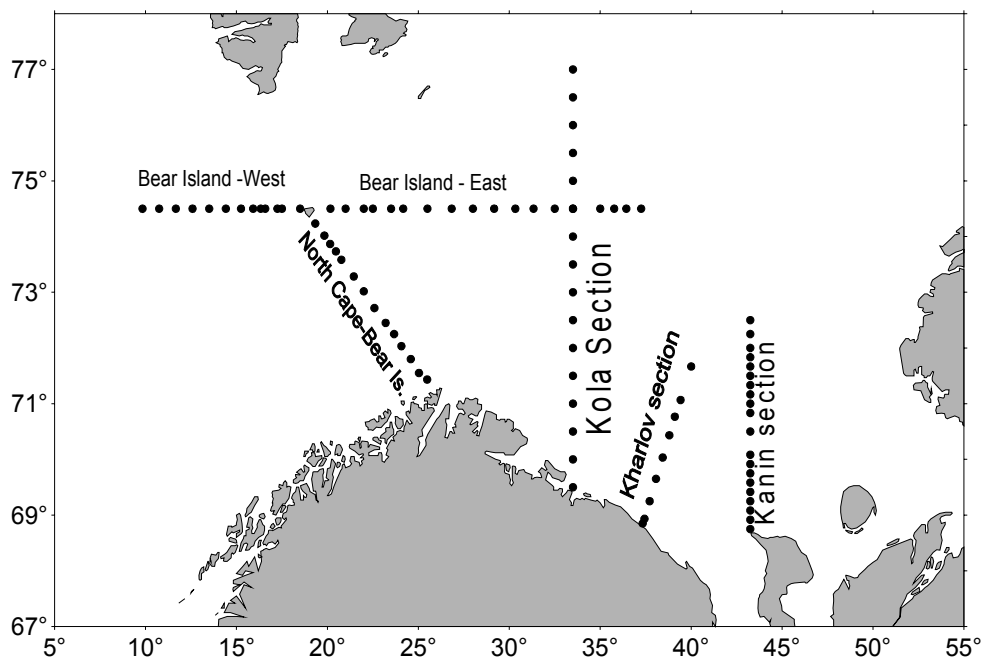 77°
75°
73°
71°
69°
67°
Bear Island -West
Bear Island - East
North Cape-Bear Is.
Kola Section
Kharlov section
Kanin section
5° 10° 15° 20° 25° 30° 35° 40° 45° 50° 55°